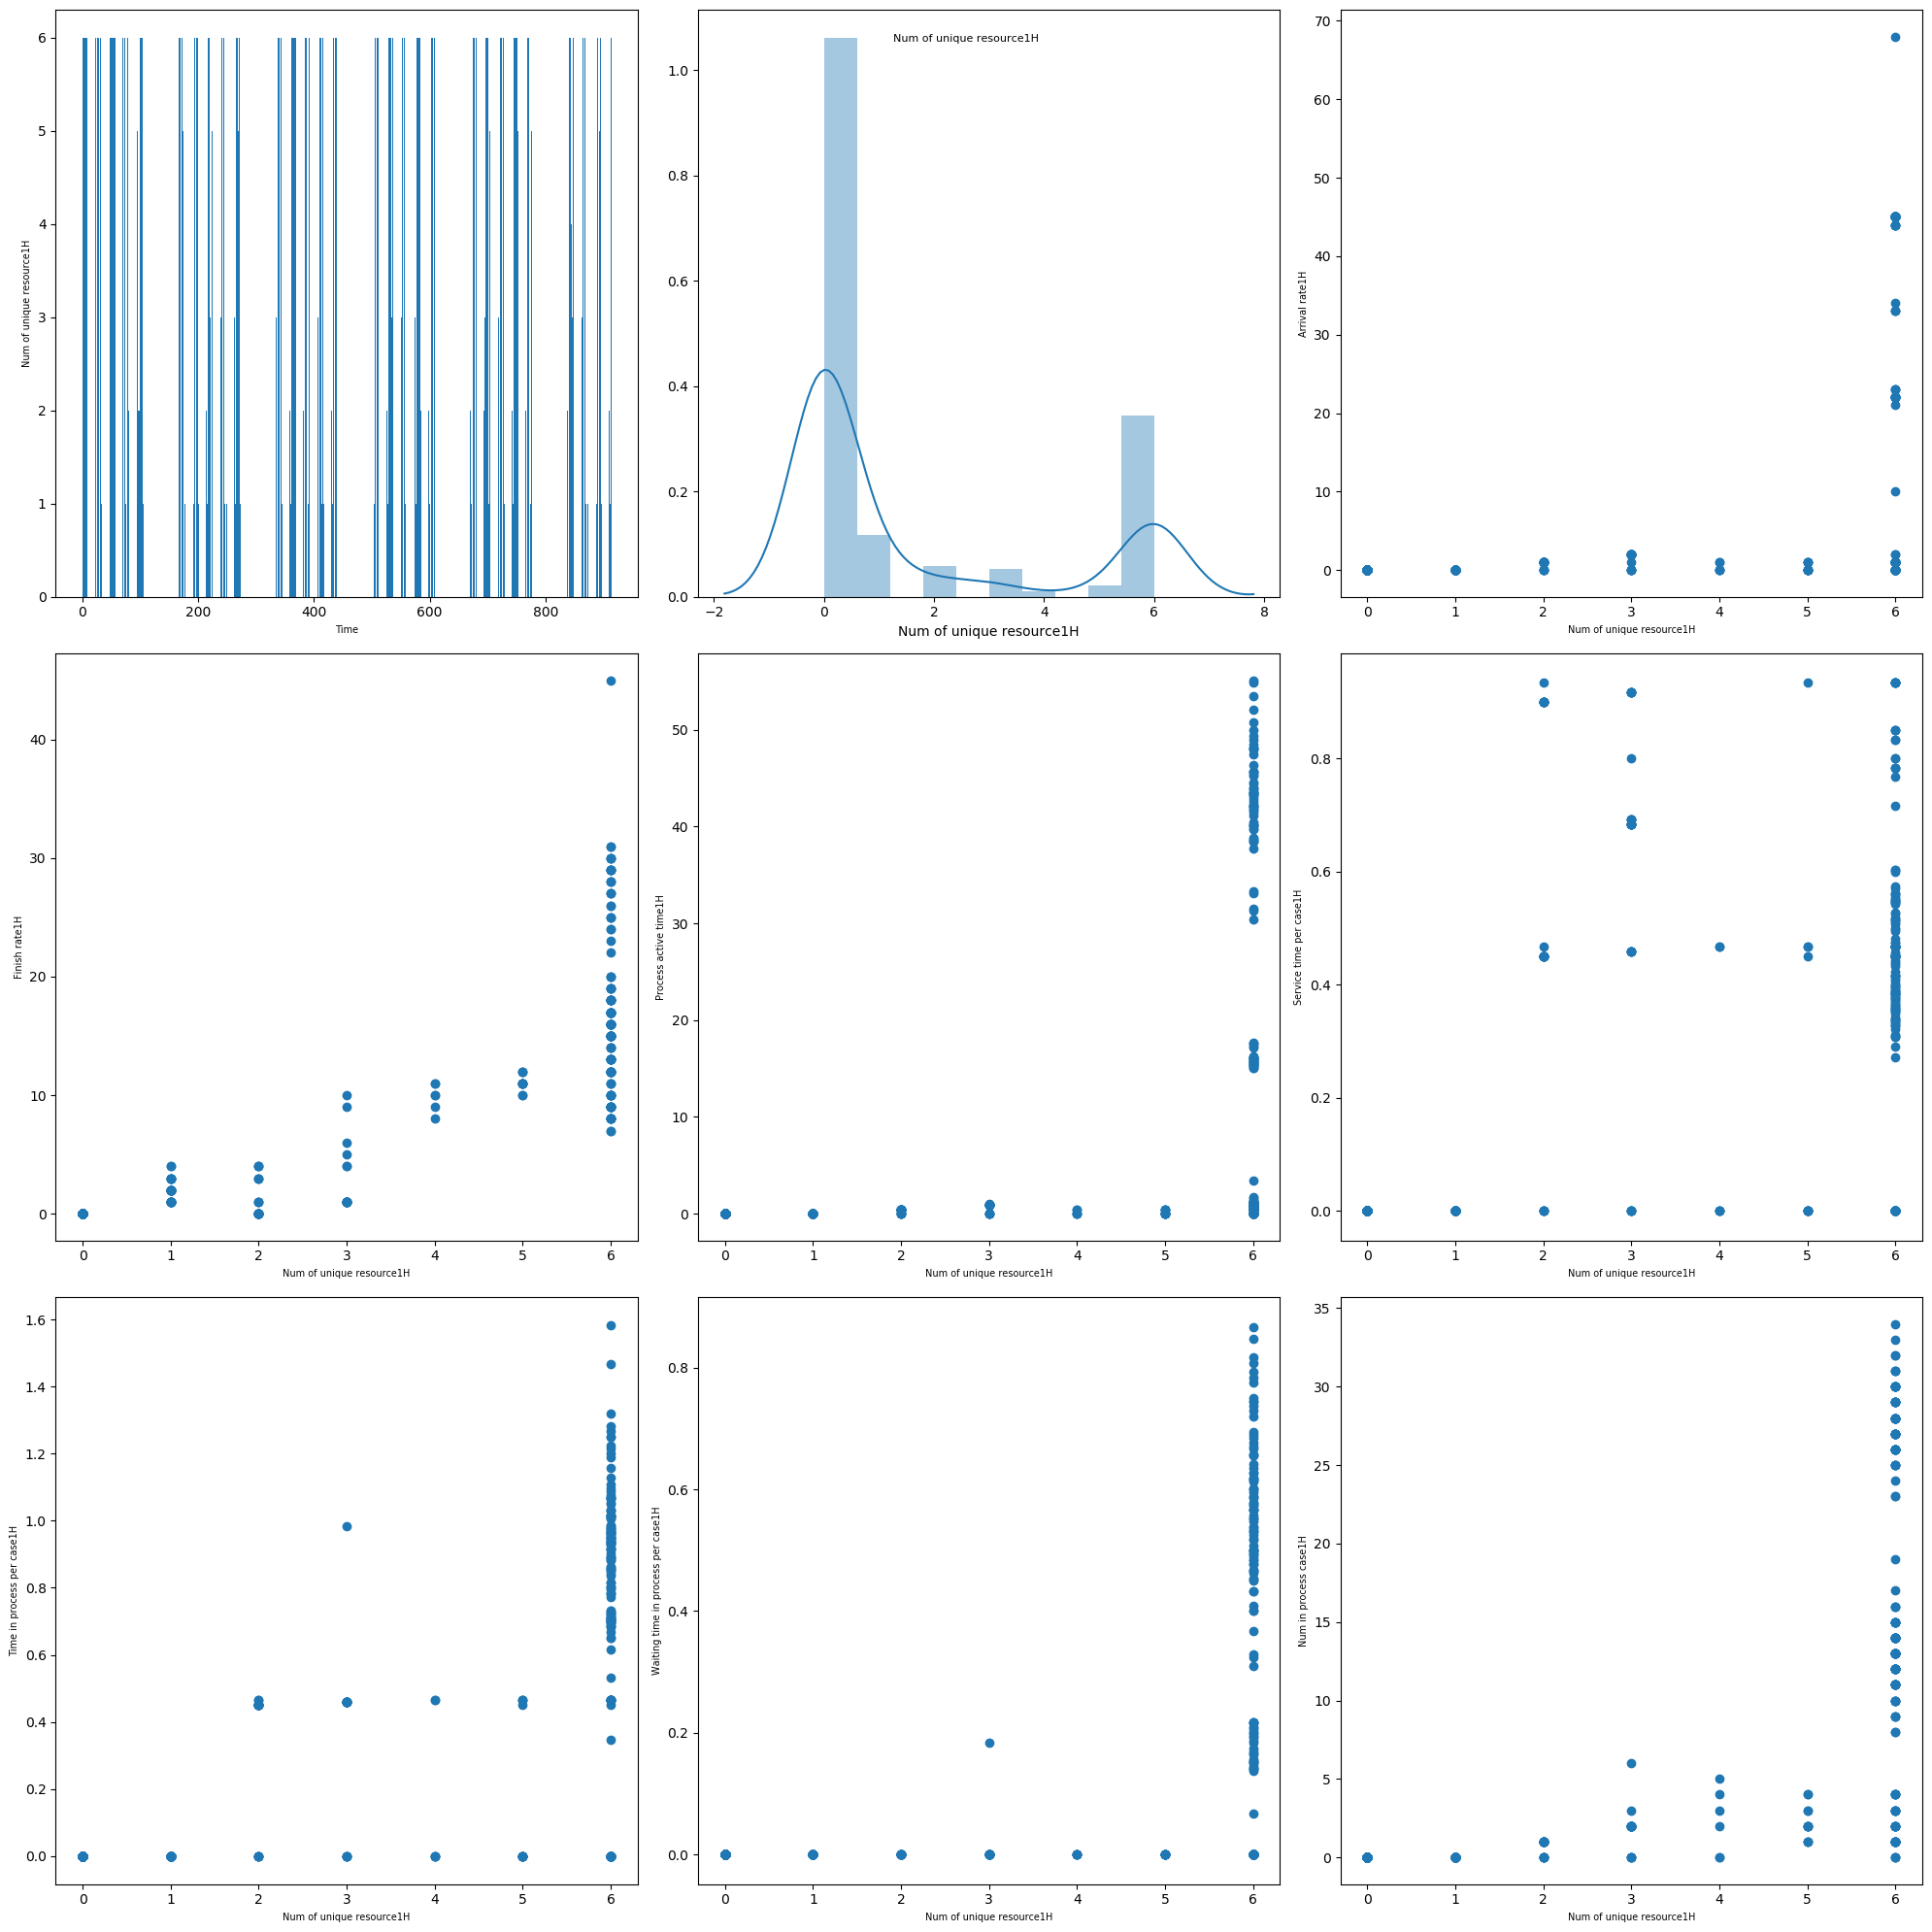 6
5
4
3
2
1
0
Num of unique resource1H
0 200 400 600 800
Time
Num of unique resource1H
1.0
0.8
0.6
0.4
0.2
0.0
−2 0 2 4 6 8
Num of unique resource1H
70
60
50
40
30
20
10
0
Arrival rate1H
0 1 2 3 4 5 6
Num of unique resource1H
40
30
20
10
0
Finish rate1H
0 1 2 3 4 5 6
Num of unique resource1H
50
40
30
20
10
0
Process active time1H
0 1 2 3 4 5 6
Num of unique resource1H
0.8
0.6
0.4
0.2
0.0
Service time per case1H
0 1 2 3 4 5 6
Num of unique resource1H
1.6
1.4
1.2
1.0
0.8
0.6
0.4
0.2
0.0
Time in process per case1H
0 1 2 3 4 5 6
Num of unique resource1H
0.8
0.6
0.4
0.2
0.0
Waiting time in process per case1H
0 1 2 3 4 5 6
Num of unique resource1H
35
30
25
20
15
10
5
0
Num in process case1H
0 1 2 3 4 5 6
Num of unique resource1H